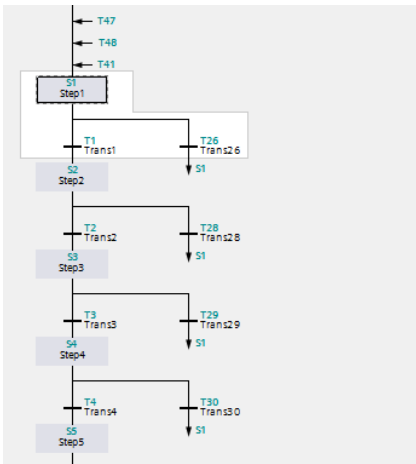 T47
T48
T41
S1
Step1
T1
Trans1
T26
Trans26
S1
S2
Step2
T2
Trans2
T28
Trans28
S1
S3
Step3
T3
Trans3
T29
Trans29
S1
S4
Step4
T4
Trans4
T30
Trans30
S1
S5
Step5